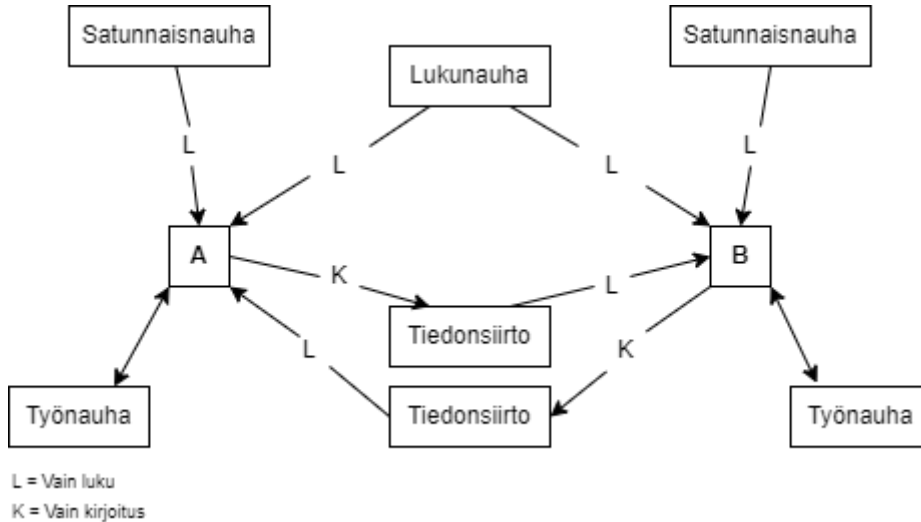 Satunnaisnauha
Satunnaisnauha
Lukunauha
L
L
L
L
A
B
K
L
Tiedonsiirto
L
K
Työnauha
Tiedonsiirto
Työnauha
L = Vain luku
K = Vain kirjoitus